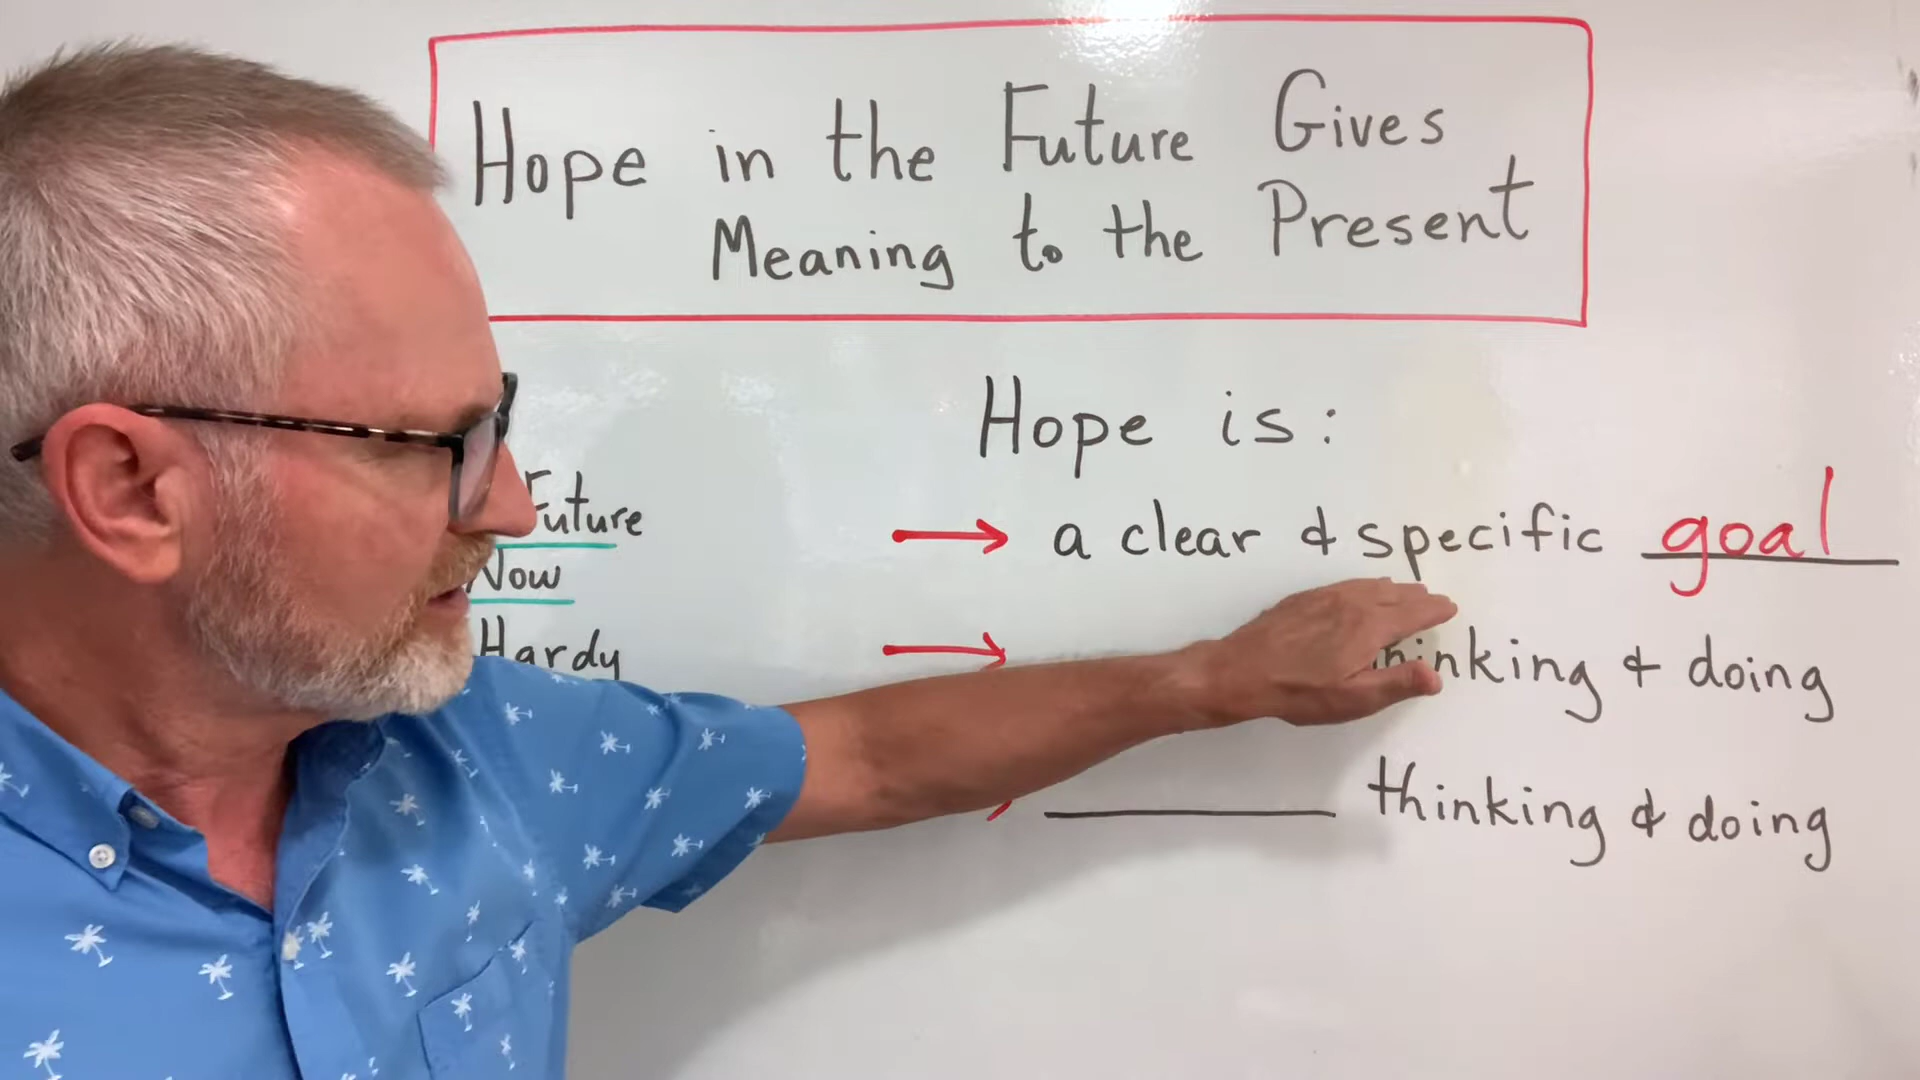 Hope in the Future Gives
Meaning to the Present
Hope is:
Future
Now
Hardy
→ a clear & specific goal
→ thinking & doing
thinking & doing